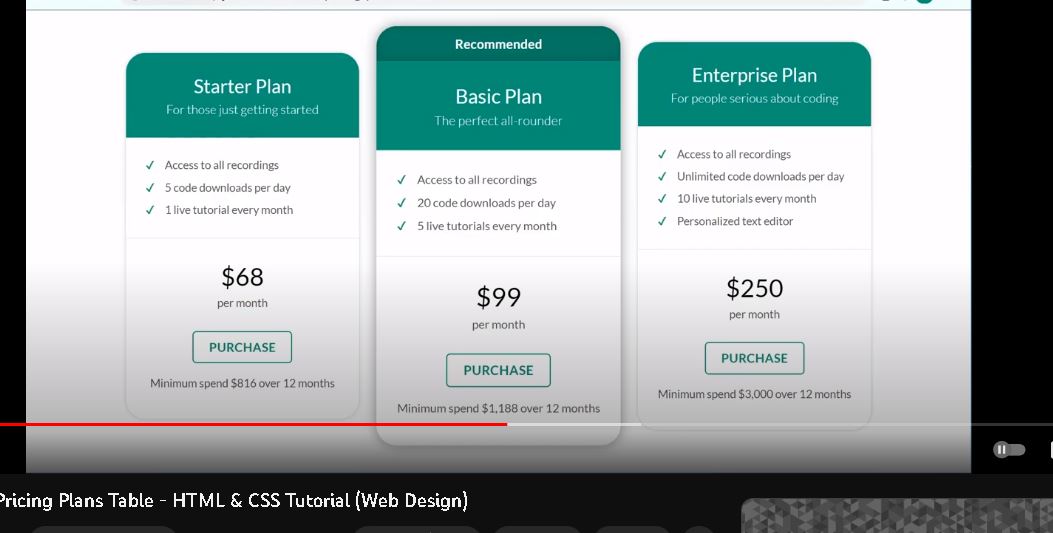 Starter Plan
For those just getting started
Access to all recordings
5 code downloads per day
1 live tutorial every month
$68
per month
PURCHASE
Minimum spend $816 over 12 months
Recommended
Basic Plan
The perfect all-rounder
Access to all recordings
20 code downloads per day
5 live tutorials every month
$99
per month
PURCHASE
Minimum spend $1,188 over 12 months
Enterprise Plan
For people serious about coding
Access to all recordings
Unlimited code downloads per day
10 live tutorials every month
Personalized text editor
$250
per month
PURCHASE
Minimum spend $3,000 over 12 months
Pricing Plans Table - HTML & CSS Tutorial (Web Design)